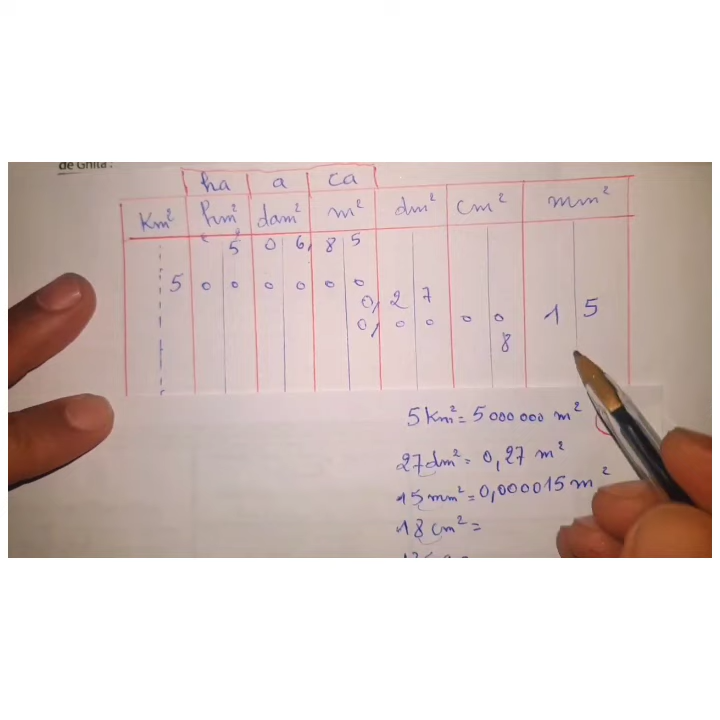 de Ghita :
ha a ca
Km² hm² dam² m² dm² cm² mm²
5 0 6, 8 5
5 0 0 0 0 0 0
0, 2 7
0, 0 0 0 0 1 5
8
5 Km² = 5 000 000 m²
27 dm² = 0,27 m²
15 mm² = 0,000015 m²
18 cm² =